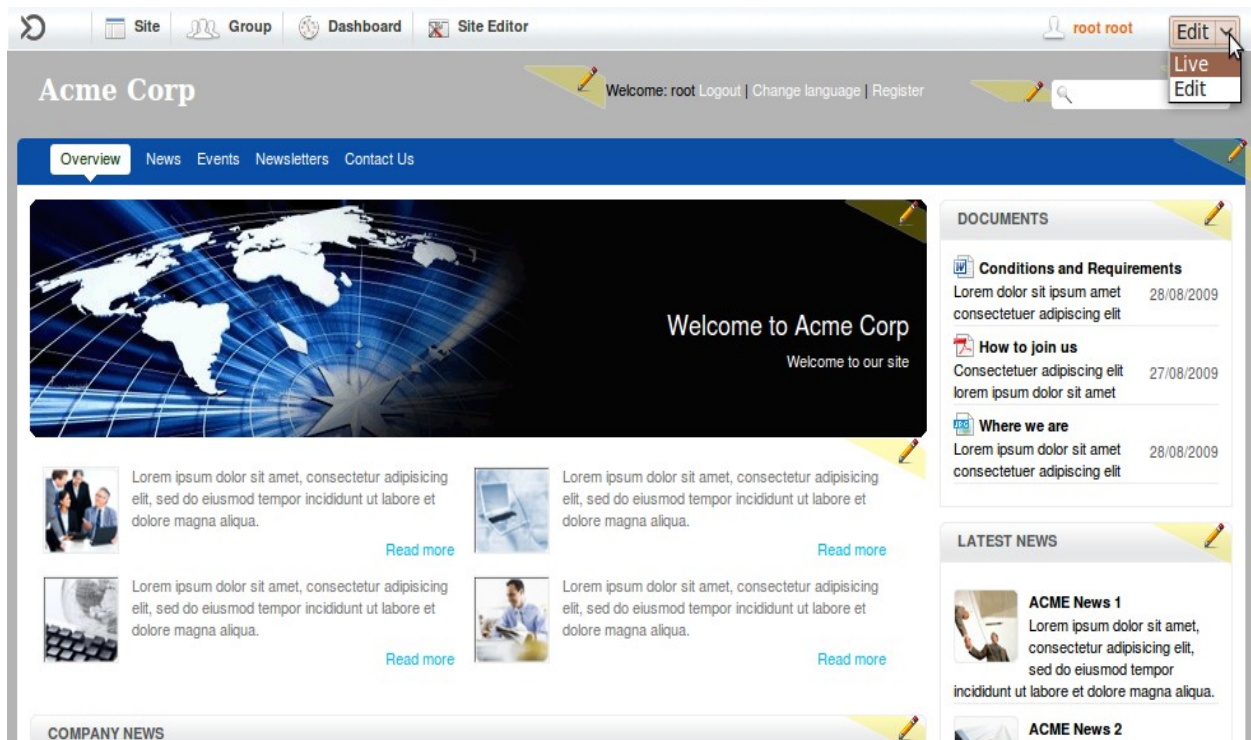 Site Group Dashboard Site Editor root root Edit
Live
Edit
Acme Corp
Welcome: root Logout | Change language | Register
Overview News Events Newsletters Contact Us
Welcome to Acme Corp
Welcome to our site
Lorem ipsum dolor sit amet, consectetur adipisicing
elit, sed do eiusmod tempor incididunt ut labore et
dolore magna aliqua.
Read more
Lorem ipsum dolor sit amet, consectetur adipisicing
elit, sed do eiusmod tempor incididunt ut labore et
dolore magna aliqua.
Read more
Lorem ipsum dolor sit amet, consectetur adipisicing
elit, sed do eiusmod tempor incididunt ut labore et
dolore magna aliqua.
Read more
Lorem ipsum dolor sit amet, consectetur adipisicing
elit, sed do eiusmod tempor incididunt ut labore et
dolore magna aliqua.
Read more
COMPANY NEWS
DOCUMENTS
Conditions and Requirements
Lorem dolor sit ipsum amet 28/08/2009
consectetuer adipiscing elit
How to join us
Consectetuer adipiscing elit 27/08/2009
lorem ipsum dolor sit amet
JPG Where we are
Lorem ipsum dolor sit amet 28/08/2009
consectetuer adipiscing elit
LATEST NEWS
ACME News 1
Lorem ipsum dolor sit amet,
consectetur adipisicing elit,
sed do eiusmod tempor
incididunt ut labore et dolore magna aliqua.
ACME News 2